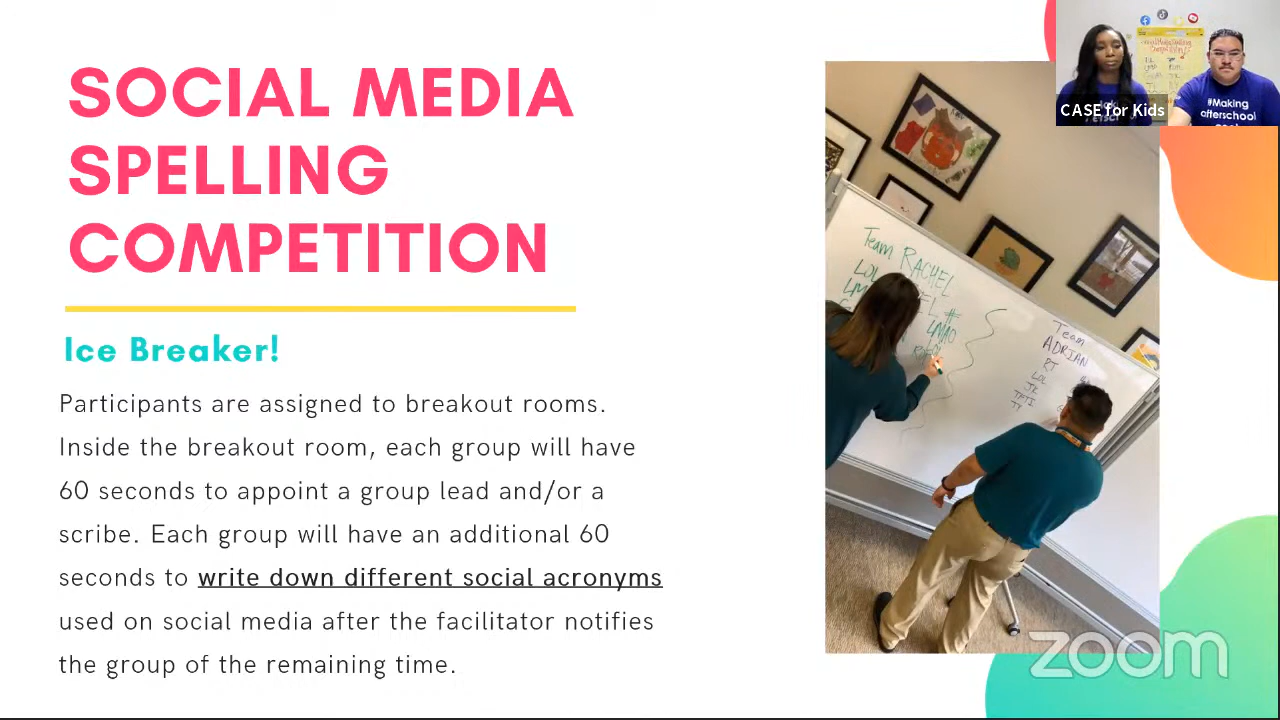 SOCIAL MEDIA
SPELLING
COMPETITION
Ice Breaker!
Participants are assigned to breakout rooms.
Inside the breakout room, each group will have
60 seconds to appoint a group lead and/or a
scribe. Each group will have an additional 60
seconds to write down different social acronyms
used on social media after the facilitator notifies
the group of the remaining time.
Team RACHEL
LOL
#
LMAO
Team
ADRIAN
RT
LOL
JK
TY
CASE for Kids
#Making
afterschool
zoom